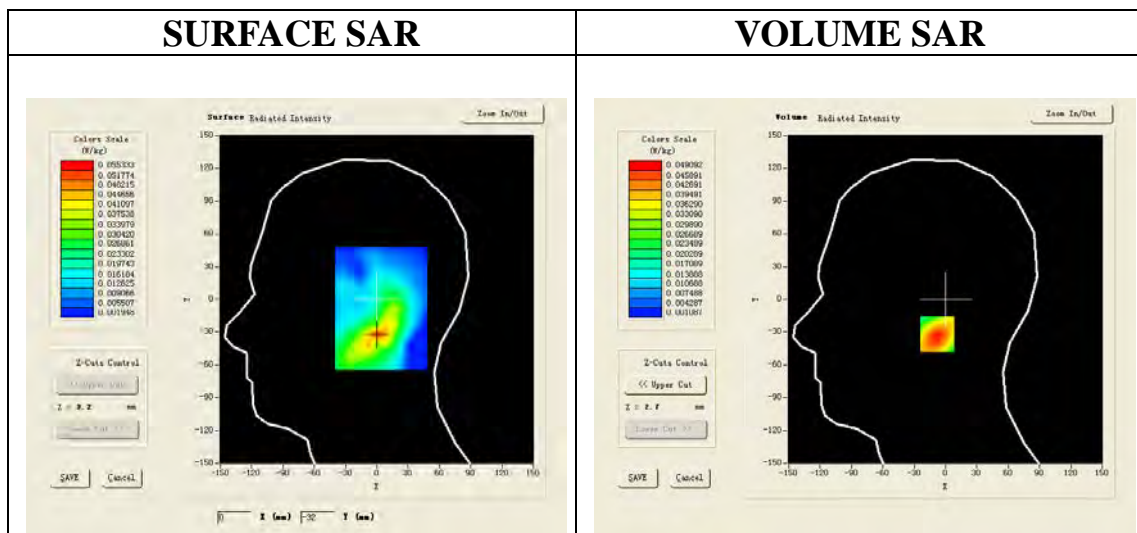 SURFACE SAR
VOLUME SAR
Surface Radiated Intensity
Zoom In/Out
Colors Scale
(W/kg)
0.055333
0.051774
0.048215
0.044656
0.041097
0.037538
0.033979
0.030420
0.026861
0.023302
0.019743
0.016184
0.012625
0.009066
0.005507
0.001948
150
120
90
60
30
0
-30
-60
-90
-120
-150
Y
-150 -120 -90 -60 -30 0 30 60 90 120 150
X
Z-Cuts Control
<< Upper Cut
Z = mm
Lower Cut >>
SAVE
Cancel
0 X (mm) -32 Y (mm)
Volume Radiated Intensity
Zoom In/Out
Colors Scale
(W/kg)
0.049092
0.045891
0.042691
0.039491
0.036290
0.033090
0.029890
0.026689
0.023489
0.020289
0.017089
0.013888
0.010688
0.007488
0.004287
0.001087
150
120
90
60
30
0
-30
-60
-90
-120
-150
Y
-150 -120 -90 -60 -30 0 30 60 90 120 150
X
Z-Cuts Control
<< Upper Cut
Z = mm
Lower Cut >>
SAVE
Cancel